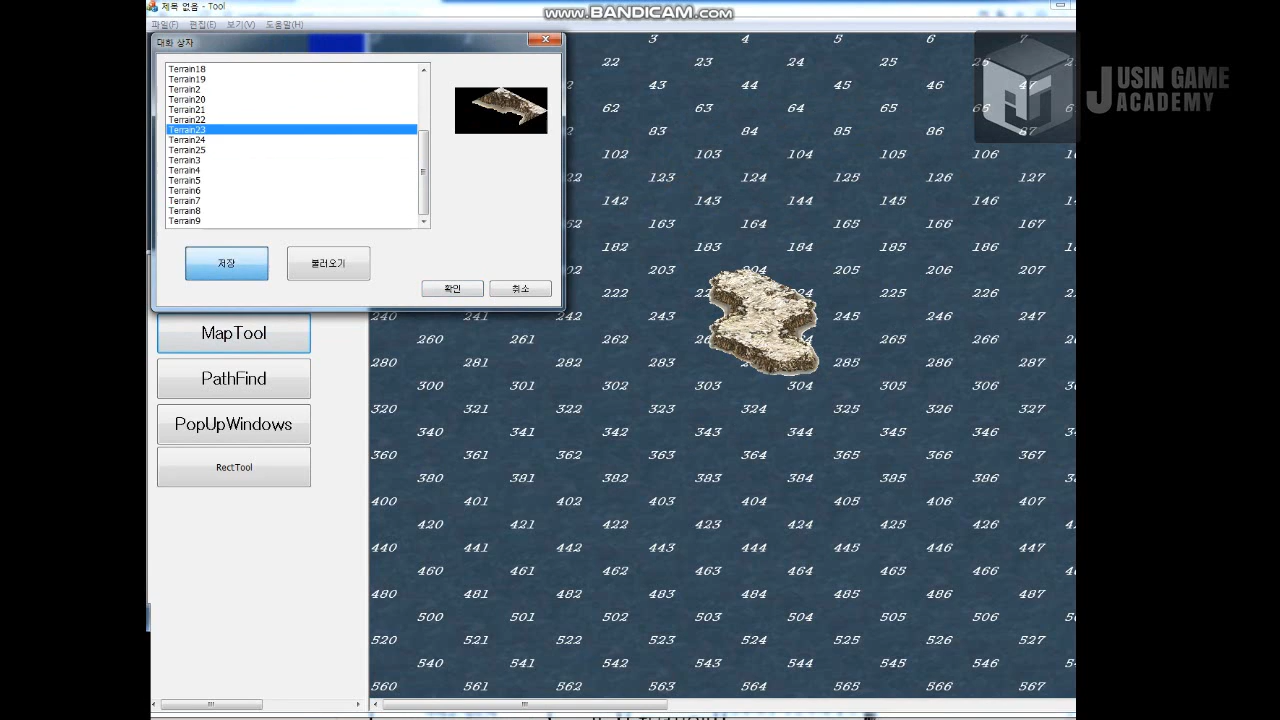 www.BANDICAM.com
제목 없음 - Tool
파일(F) 편집(E) 보기(V) 도움말(H)
대화 상자
Terrain18
Terrain19
Terrain2
Terrain20
Terrain21
Terrain22
Terrain23
Terrain24
Terrain25
Terrain3
Terrain4
Terrain5
Terrain6
Terrain7
Terrain8
Terrain9
저장 불러오기
확인 취소
MapTool
PathFind
PopUpWindows
RectTool
JUSIN GAME
ACADEMY
3 4 5 6 7
22 23 24 25 26
43 44 45 46 47
62 63 64 65 66
83 84 85 86 87
102 103 104 105 106
123 124 125 126 127
142 143 144 145 146
163 164 165 166 167
182 183 184 185 186
203 204 205 206 207
222 225 226
240 241 242 243 245 246 247
260 261 262 265 266
280 281 282 283 285 286 287
300 301 302 303 304 305 306
320 321 322 323 324 325 326 327
340 341 342 343 344 345 346
360 361 362 363 364 365 366 367
380 381 382 383 384 385 386
400 401 402 403 404 405 406 407
420 421 422 423 424 425 426
440 441 442 443 444 445 446 447
460 461 462 463 464 465 466
480 481 482 483 484 485 486 487
500 501 502 503 504 505 506
520 521 522 523 524 525 526 527
540 541 542 543 544 545 546
560 561 562 563 564 565 566 567